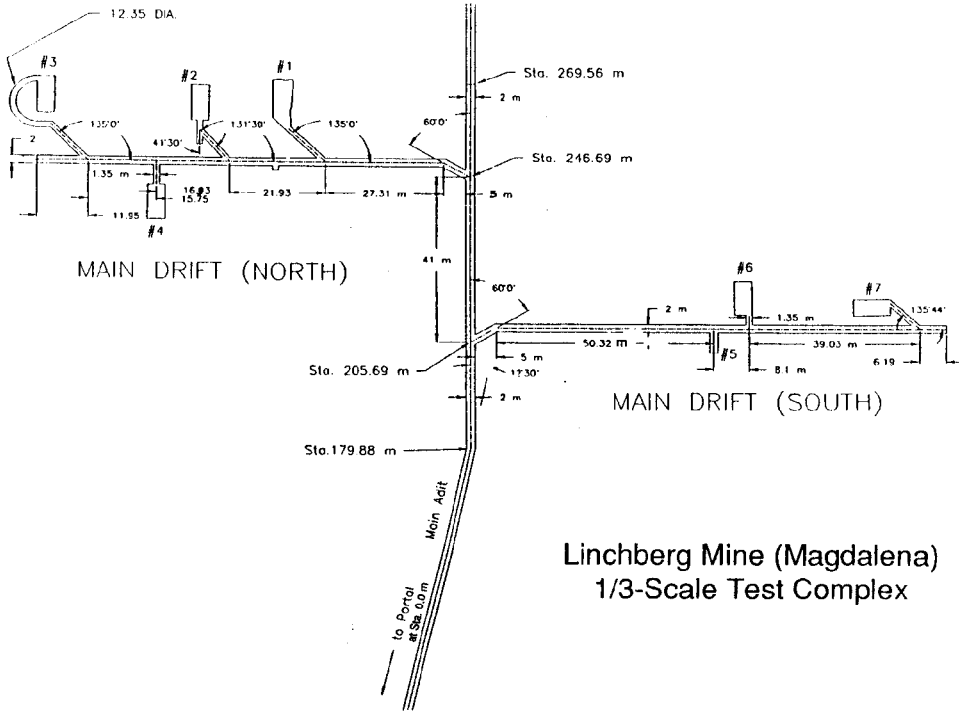 12.35 DIA.
#3
#2
#1
Sta. 269.56 m
2 m
135°0'
131°30'
135°0'
60°0'
2
41°30'
Sta. 246.69 m
1.35 m
21.93
27.31 m
5 m
15.75
11.95
#4
MAIN DRIFT (NORTH)
41 m
#6
#7
60°0'
2 m
1.35 m
135°44'
50.32 m
39.03 m
#5
5 m
6.19
Sta. 205.69 m
17°30'
8.1 m
2 m
MAIN DRIFT (SOUTH)
Sta.179.88 m
Main Adit
to Portal
at Sta. 0.0 m
Linchberg Mine (Magdalena)
1/3-Scale Test Complex